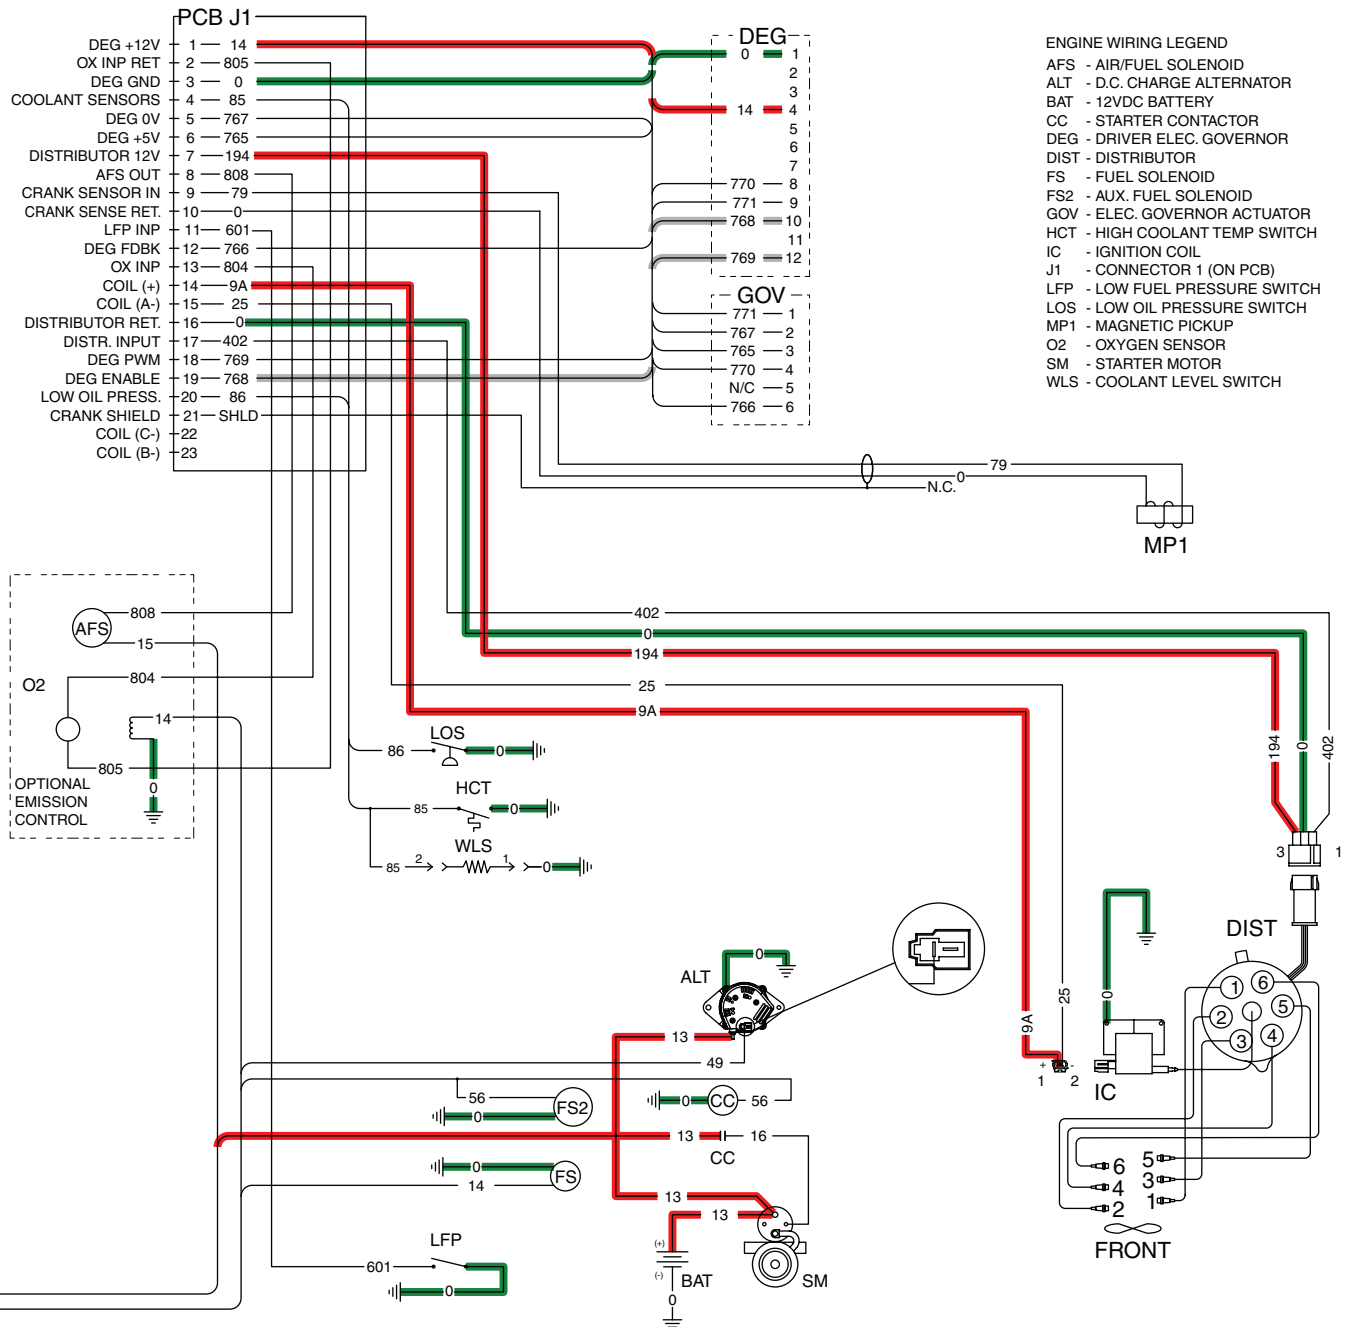 PCB J1
DEG +12V 1 14
OX INP RET 2 805
DEG GND 3 0
COOLANT SENSORS 4 85
DEG 0V 5 767
DEG +5V 6 765
DISTRIBUTOR 12V 7 194
AFS OUT 8 808
CRANK SENSOR IN 9 79
CRANK SENSE RET. 10 0
LFP INP 11 601
DEG FDBK 12 766
OX INP 13 804
COIL (+) 14 9A
COIL (A-) 15 25
DISTRIBUTOR RET. 16 0
DISTR. INPUT 17 402
DEG PWM 18 769
DEG ENABLE 19 768
LOW OIL PRESS. 20 86
CRANK SHIELD 21 SHLD
COIL (C-) 22
COIL (B-) 23
DEG
0 1
2
3
14 4
5
6
7
770 8
771 9
768 10
11
769 12
GOV
771 1
767 2
765 3
770 4
N/C 5
766 6
ENGINE WIRING LEGEND
AFS - AIR/FUEL SOLENOID
ALT - D.C. CHARGE ALTERNATOR
BAT - 12VDC BATTERY
CC - STARTER CONTACTOR
DEG - DRIVER ELEC. GOVERNOR
DIST - DISTRIBUTOR
FS - FUEL SOLENOID
FS2 - AUX. FUEL SOLENOID
GOV - ELEC. GOVERNOR ACTUATOR
HCT - HIGH COOLANT TEMP SWITCH
IC - IGNITION COIL
J1 - CONNECTOR 1 (ON PCB)
LFP - LOW FUEL PRESSURE SWITCH
LOS - LOW OIL PRESSURE SWITCH
MP1 - MAGNETIC PICKUP
O2 - OXYGEN SENSOR
SM - STARTER MOTOR
WLS - COOLANT LEVEL SWITCH
79
0
N.C.
MP1
808
AFS
15
804
O2
14
805
0
OPTIONAL
EMISSION
CONTROL
402
0
194
25
9A
LOS
86 0
HCT
85 0
WLS
85 2 1 0
194 0 402
3 1
DIST
1 6
2 5
3 4
0
25
9A
+ -
1 2
IC
ALT
0
13
49
56
FS2
0
0 CC 56
13 16
CC
0
FS
14
13
13
LFP
601
0
(+)
(-)
BAT
0
SM
6 5
4 3
2 1
FRONT